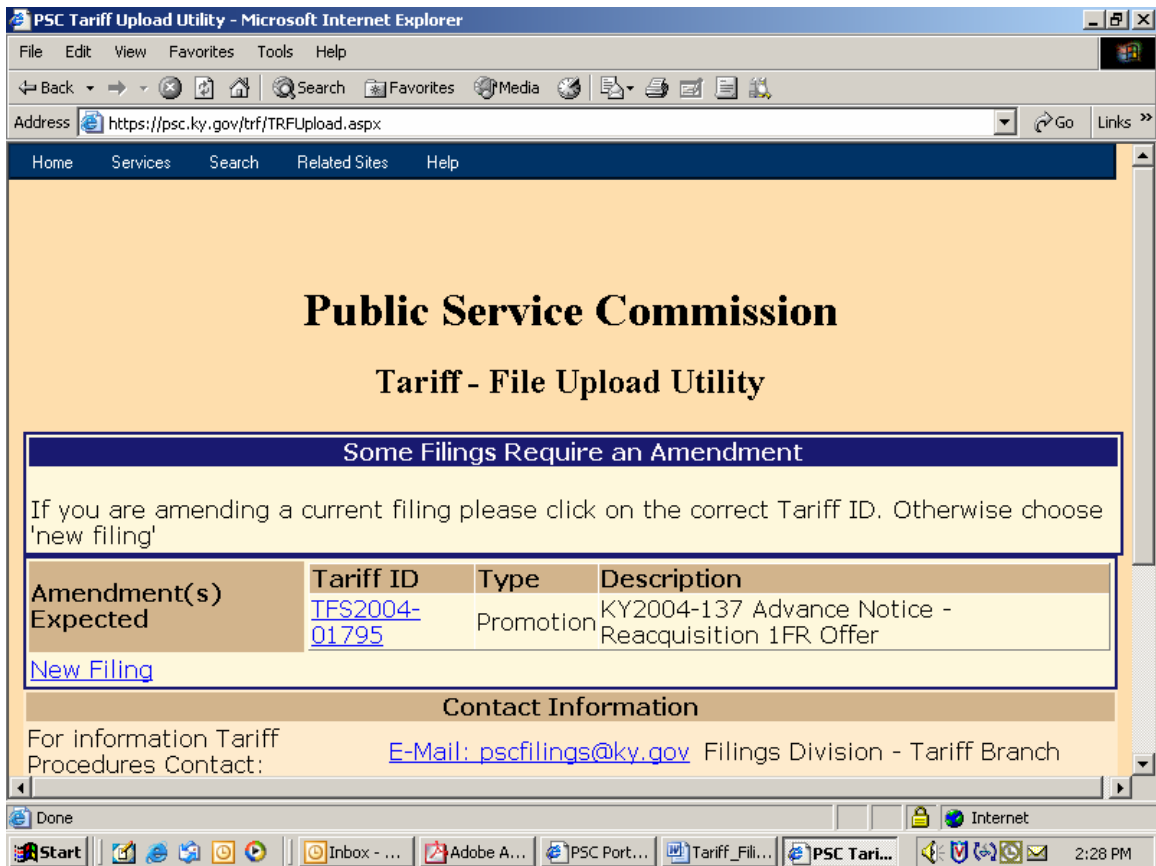 PSC Tariff Upload Utility - Microsoft Internet Explorer
File Edit View Favorites Tools Help
Back Search Favorites Media
Address https://psc.ky.gov/trf/TRFUpload.aspx Go Links »
Home Services Search Related Sites Help
Public Service Commission
Tariff - File Upload Utility
Some Filings Require an Amendment
If you are amending a current filing please click on the correct Tariff ID. Otherwise choose
'new filing'
Amendment(s)
Expected
Tariff ID Type Description
TFS2004-
01795
Promotion
KY2004-137 Advance Notice -
Reacquisition 1FR Offer
New Filing
Contact Information
For information Tariff
Procedures Contact:
E-Mail: pscfilings@ky.gov Filings Division - Tariff Branch
Done Internet
Start Inbox - ... Adobe A... PSC Port... Tariff_Fili... PSC Tari... 2:28 PM